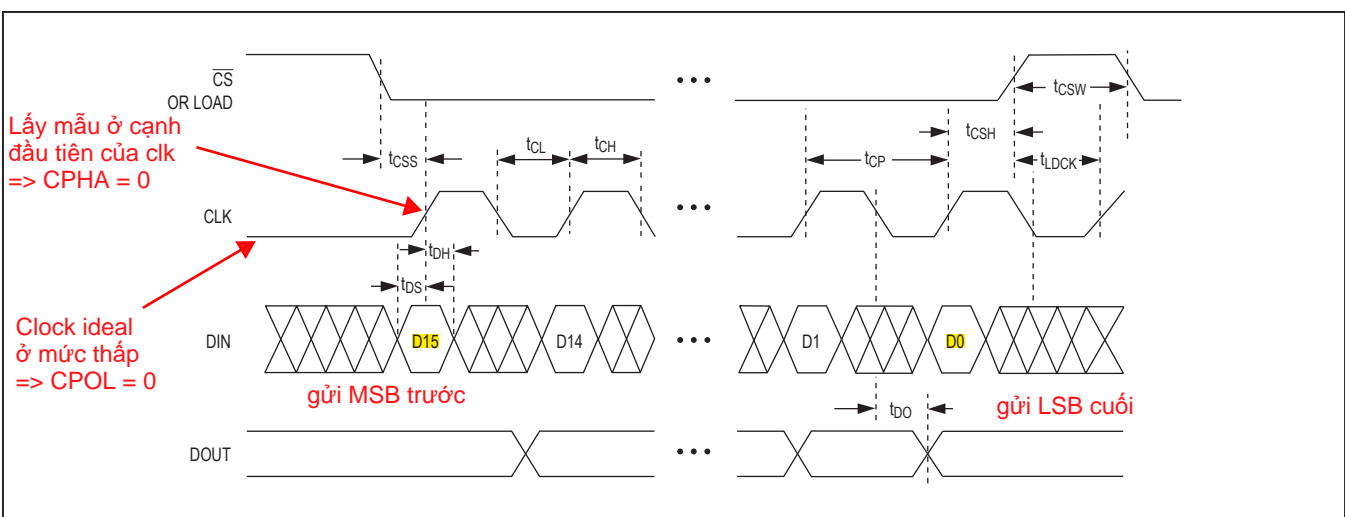 CS
OR LOAD
• • •
tCSW
Lấy mẫu ở cạnh
đầu tiên của clk
=> CPHA = 0
tCSS
tCL
tCH
tCP
tCSH
tLDCK
CLK
• • •
tDH
tDS
Clock ideal
ở mức thấp
=> CPOL = 0
DIN
D15
D14
• • •
D1
D0
gửi MSB trước
gửi LSB cuối
tDO
DOUT
• • •